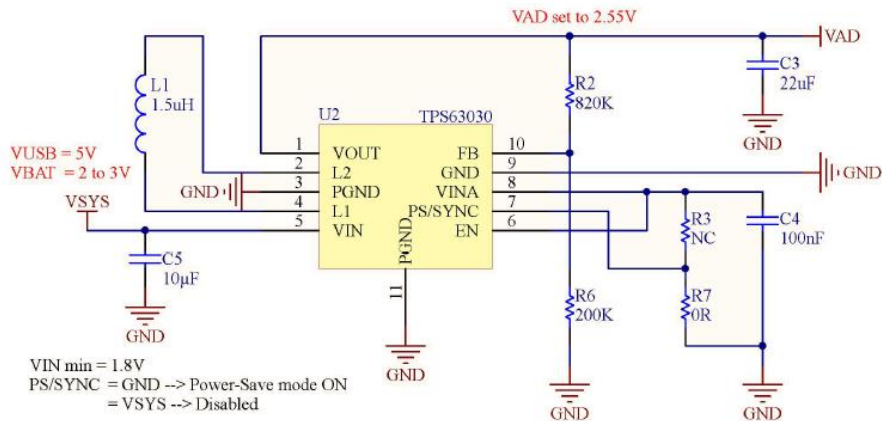 VAD set to 2.55V
VAD
L1
1.5uH
R2
820K
C3
22uF
GND
U2
TPS63030
VUSB = 5V
VBAT = 2 to 3V
VSYS
1 VOUT
2 L2
3 PGND
4 L1
5 VIN
GND
PGND
11
FB 10
GND 9
VINA 8
PS/SYNC 7
EN 6
GND
R3
NC
C4
100nF
C5
10µF
GND
R6
200K
R7
0R
GND
GND
GND
VIN min = 1.8V
PS/SYNC = GND --> Power-Save mode ON
= VSYS --> Disabled